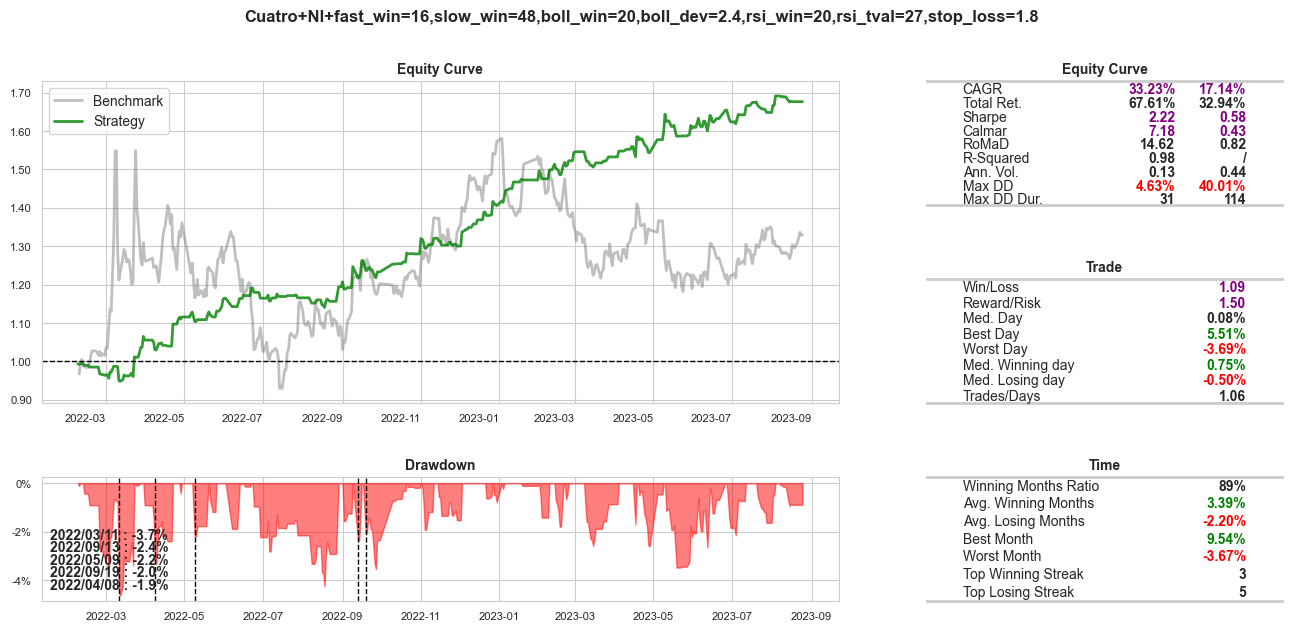 Cuatro+NI+fast_win=16,slow_win=48,boll_win=20,boll_dev=2.4,rsi_win=20,rsi_tval=27,stop_loss=1.8
Equity Curve
1.70
1.60
1.50
1.40
1.30
1.20
1.10
1.00
0.90
Benchmark
Strategy
2022-03 2022-05 2022-07 2022-09 2022-11 2023-01 2023-03 2023-05 2023-07 2023-09
Equity Curve
CAGR 33.23% 17.14%
Total Ret. 67.61% 32.94%
Sharpe 2.22 0.58
Calmar 7.18 0.43
RoMaD 14.62 0.82
R-Squared 0.98 /
Ann. Vol. 0.13 0.44
Max DD 4.63% 40.01%
Max DD Dur. 31 114
Trade
Win/Loss 1.09
Reward/Risk 1.50
Med. Day 0.08%
Best Day 5.51%
Worst Day -3.69%
Med. Winning day 0.75%
Med. Losing day -0.50%
Trades/Days 1.06
Drawdown
0%
-2%
-4%
2022/03/11 : -3.7%
2022/09/13 : -2.4%
2022/05/09 : -2.2%
2022/09/19 : -2.0%
2022/04/08 : -1.9%
2022-03 2022-05 2022-07 2022-09 2022-11 2023-01 2023-03 2023-05 2023-07 2023-09
Time
Winning Months Ratio 89%
Avg. Winning Months 3.39%
Avg. Losing Months -2.20%
Best Month 9.54%
Worst Month -3.67%
Top Winning Streak 3
Top Losing Streak 5